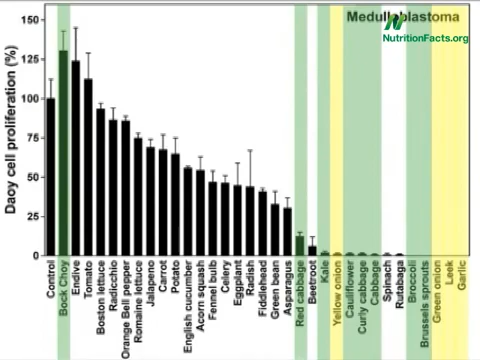 Medulloblastoma
NutritionFacts.org
Daoy cell proliferation (%)
150
125
100
75
50
25
0
Control
Bock Choy
Endive
Tomato
Boston lettuce
Radicchio
Orange Bell pepper
Romaine lettuce
Jalapeno
Carrot
Potato
English cucumber
Acorn squash
Fennel bulb
Celery
Eggplant
Radish
Fiddlehead
Green bean
Asparagus
Red cabbage
Beetroot
Kale
Yellow onion
Cauliflower
Curly cabbage
Cabbage
Spinach
Rutabaga
Broccoli
Brussels sprouts
Green onion
Leek
Garlic